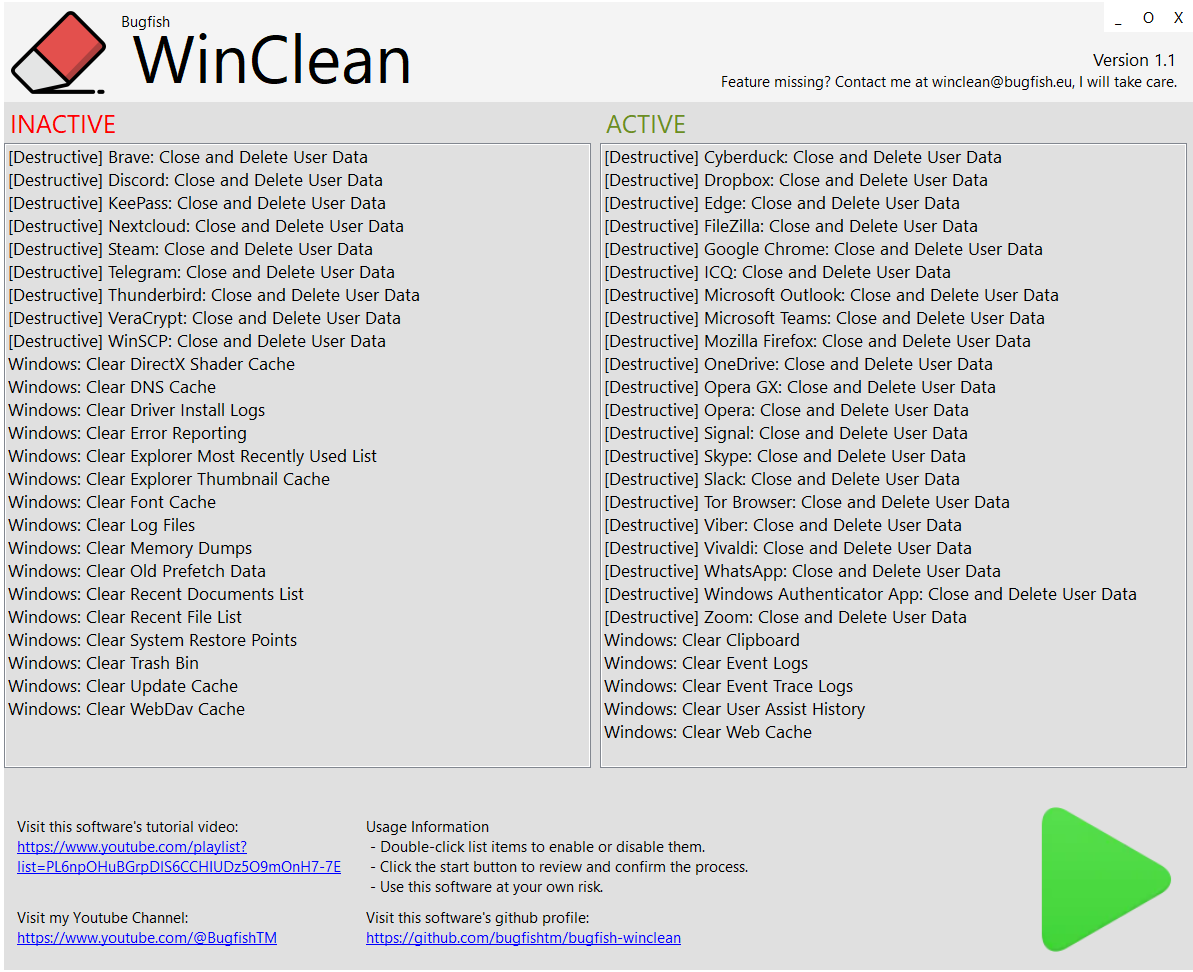 Bugfish
WinClean
_ O X
Version 1.1
Feature missing? Contact me at winclean@bugfish.eu, I will take care.
INACTIVE
[Destructive] Brave: Close and Delete User Data
[Destructive] Discord: Close and Delete User Data
[Destructive] KeePass: Close and Delete User Data
[Destructive] Nextcloud: Close and Delete User Data
[Destructive] Steam: Close and Delete User Data
[Destructive] Telegram: Close and Delete User Data
[Destructive] Thunderbird: Close and Delete User Data
[Destructive] VeraCrypt: Close and Delete User Data
[Destructive] WinSCP: Close and Delete User Data
Windows: Clear DirectX Shader Cache
Windows: Clear DNS Cache
Windows: Clear Driver Install Logs
Windows: Clear Error Reporting
Windows: Clear Explorer Most Recently Used List
Windows: Clear Explorer Thumbnail Cache
Windows: Clear Font Cache
Windows: Clear Log Files
Windows: Clear Memory Dumps
Windows: Clear Old Prefetch Data
Windows: Clear Recent Documents List
Windows: Clear Recent File List
Windows: Clear System Restore Points
Windows: Clear Trash Bin
Windows: Clear Update Cache
Windows: Clear WebDav Cache
ACTIVE
[Destructive] Cyberduck: Close and Delete User Data
[Destructive] Dropbox: Close and Delete User Data
[Destructive] Edge: Close and Delete User Data
[Destructive] FileZilla: Close and Delete User Data
[Destructive] Google Chrome: Close and Delete User Data
[Destructive] ICQ: Close and Delete User Data
[Destructive] Microsoft Outlook: Close and Delete User Data
[Destructive] Microsoft Teams: Close and Delete User Data
[Destructive] Mozilla Firefox: Close and Delete User Data
[Destructive] OneDrive: Close and Delete User Data
[Destructive] Opera GX: Close and Delete User Data
[Destructive] Opera: Close and Delete User Data
[Destructive] Signal: Close and Delete User Data
[Destructive] Skype: Close and Delete User Data
[Destructive] Slack: Close and Delete User Data
[Destructive] Tor Browser: Close and Delete User Data
[Destructive] Viber: Close and Delete User Data
[Destructive] Vivaldi: Close and Delete User Data
[Destructive] WhatsApp: Close and Delete User Data
[Destructive] Windows Authenticator App: Close and Delete User Data
[Destructive] Zoom: Close and Delete User Data
Windows: Clear Clipboard
Windows: Clear Event Logs
Windows: Clear Event Trace Logs
Windows: Clear User Assist History
Windows: Clear Web Cache
Visit this software's tutorial video:
https://www.youtube.com/playlist?
list=PL6npOHuBGrpDIS6CCHIUDz5O9mOnH7-7E
Visit my Youtube Channel:
https://www.youtube.com/@BugfishTM
Usage Information
- Double-click list items to enable or disable them.
- Click the start button to review and confirm the process.
- Use this software at your own risk.
Visit this software's github profile:
https://github.com/bugfishtm/bugfish-winclean